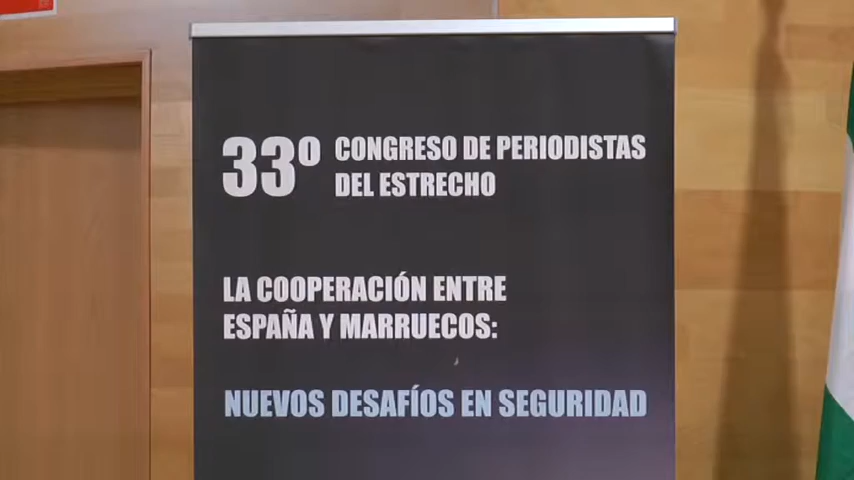 33º CONGRESO DE PERIODISTAS
DEL ESTRECHO
LA COOPERACIÓN ENTRE
ESPAÑA Y MARRUECOS:
NUEVOS DESAFÍOS EN SEGURIDAD